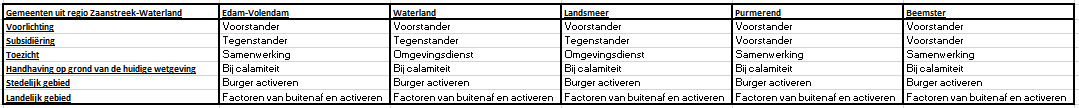 Gemeenten uit regio Zaanstreek-Waterland Edam-Volendam Waterland Landsmeer Purmerend Beemster
Voorlichting Voorstander Voorstander Voorstander Voorstander Voorstander
Subsidiëring Tegenstander Tegenstander Tegenstander Voorstander Voorstander
Toezicht Samenwerking Omgevingsdienst Omgevingsdienst Samenwerking Samenwerking
Handhaving op grond van de huidige wetgeving Bij calamiteit Bij calamiteit Bij calamiteit Bij calamiteit Bij calamiteit
Stedelijk gebied Burger activeren Burger activeren Burger activeren Burger activeren Burger activeren
Landelijk gebied Factoren van buitenaf en activeren Factoren van buitenaf en activeren Factoren van buitenaf en activeren Factoren van buitenaf en activeren Factoren van buitenaf en activeren